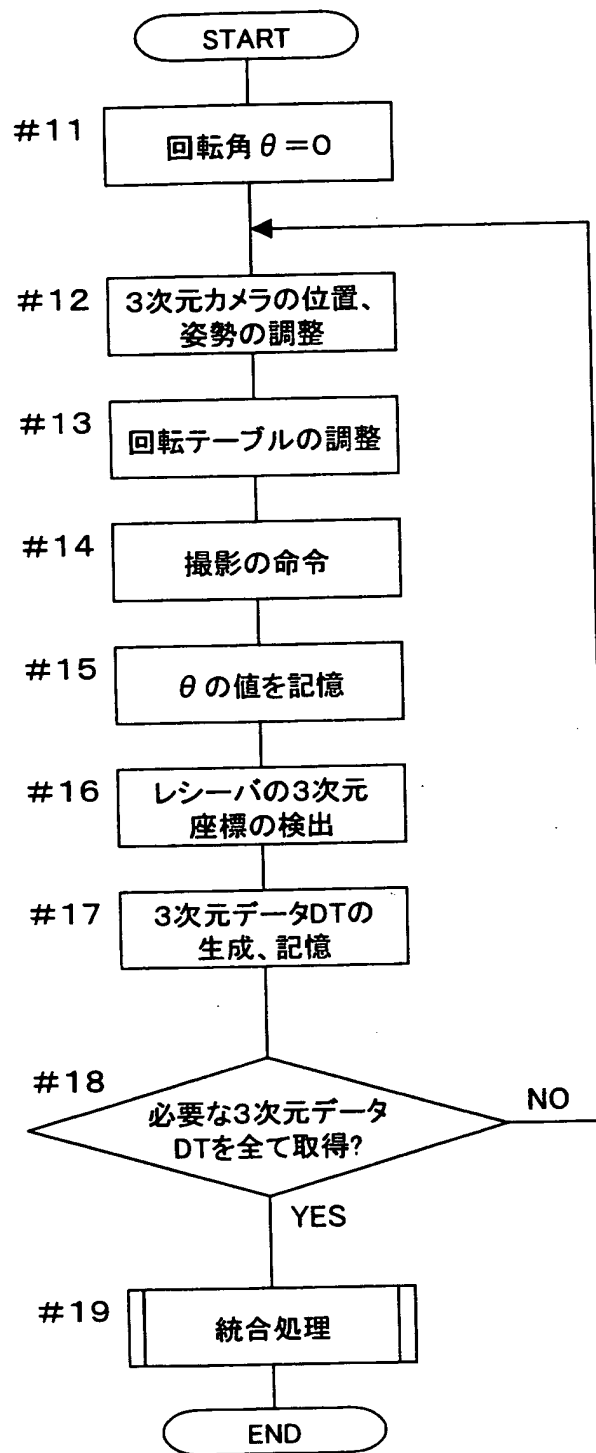 START
#11
回転角θ=0
#12
3次元カメラの位置、
姿勢の調整
#13
回転テーブルの調整
#14
撮影の命令
#15
θの値を記憶
#16
レシーバの3次元
座標の検出
#17
3次元データDTの
生成、記憶
#18
必要な3次元データ
DTを全て取得?
NO
YES
#19
統合処理
END